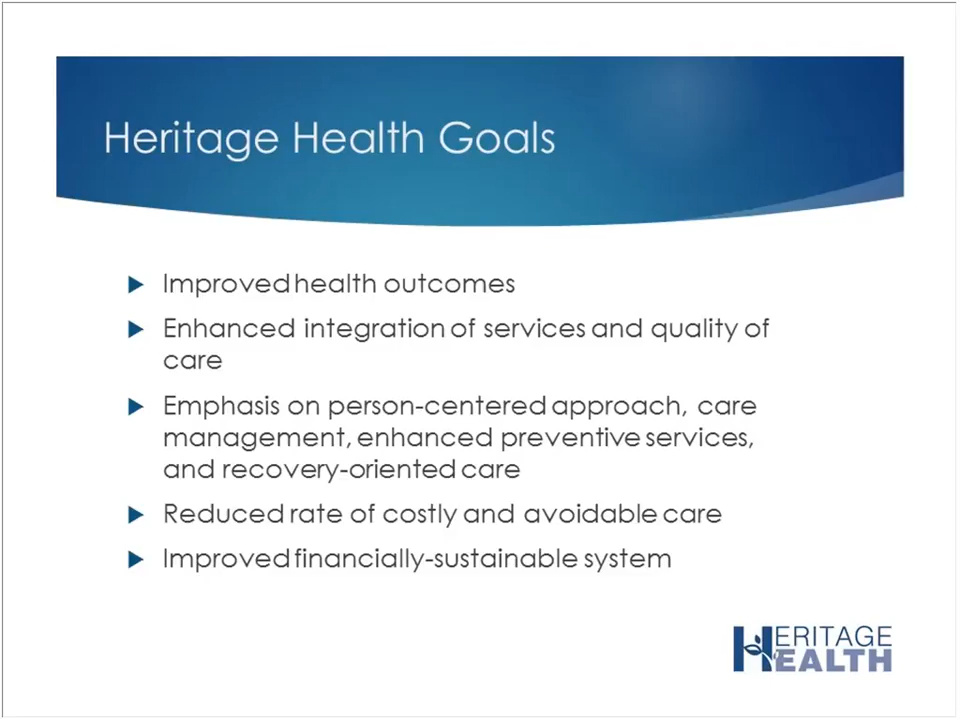 Heritage Health Goals
Improved health outcomes
Enhanced integration of services and quality of
care
Emphasis on person-centered approach, care
management, enhanced preventive services,
and recovery-oriented care
Reduced rate of costly and avoidable care
Improved financially-sustainable system
HERITAGE
HEALTH